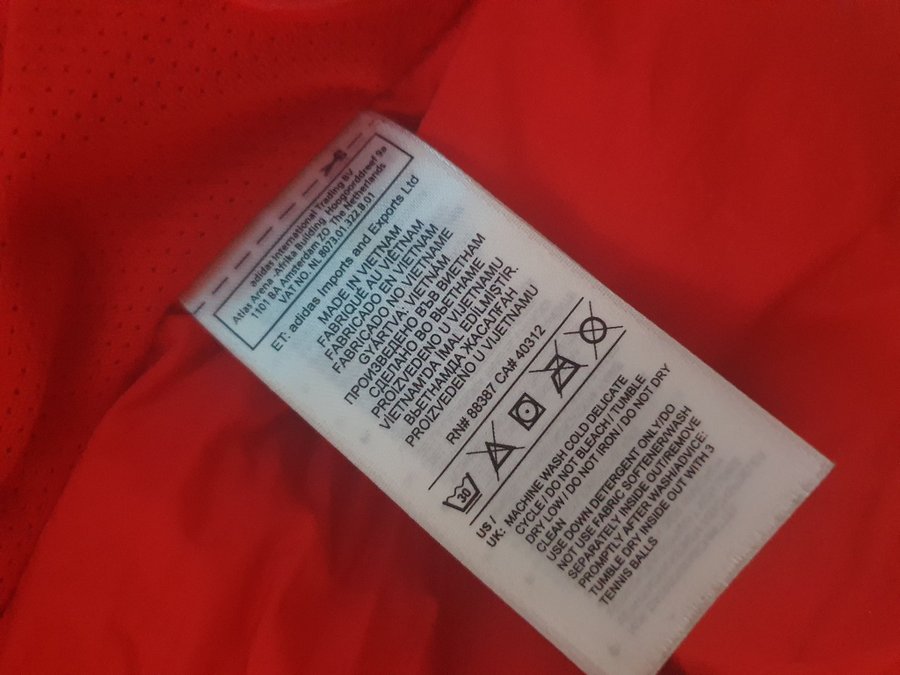 adidas International Trading BV
Atlas Arena -Afrika Building Hoogoorddreef 9a
1101 BA Amsterdam ZO The Netherlands
VAT NO. NL 8073.01.322.B.01
ET: adidas Imports and Exports Ltd
MADE IN VIETNAM
FABRIQUÉ AU VIÊTNAM
FABRICADO EN VIETNAM
FABRICADO NO VIETNAME
GYÁRTVA: VIETNÁM
ПРОИЗВЕДЕНО ВЪВ ВИЕТНАМ
СДЕЛАНО ВО ВЬЕТНАМЕ
PROIZVEDENO U VIJETNAMU
VİETNAM'DA İMAL EDİLMİŞTİR.
ВЬЕТНАМДА ЖАСАЛҒАН
PROIZVEDENO U VIJETNAMU
RN# 88387 CA# 40312
30
US /
UK: MACHINE WASH COLD DELICATE
CYCLE / DO NOT BLEACH / TUMBLE
DRY LOW / DO NOT IRON / DO NOT DRY
CLEAN
USE DOWN DETERGENT ONLY/DO
NOT USE FABRIC SOFTENER/WASH
SEPARATELY INSIDE OUT/REMOVE
PROMPTLY AFTER WASH/ADVICE:
TUMBLE DRY INSIDE OUT WITH 3
TENNIS BALLS